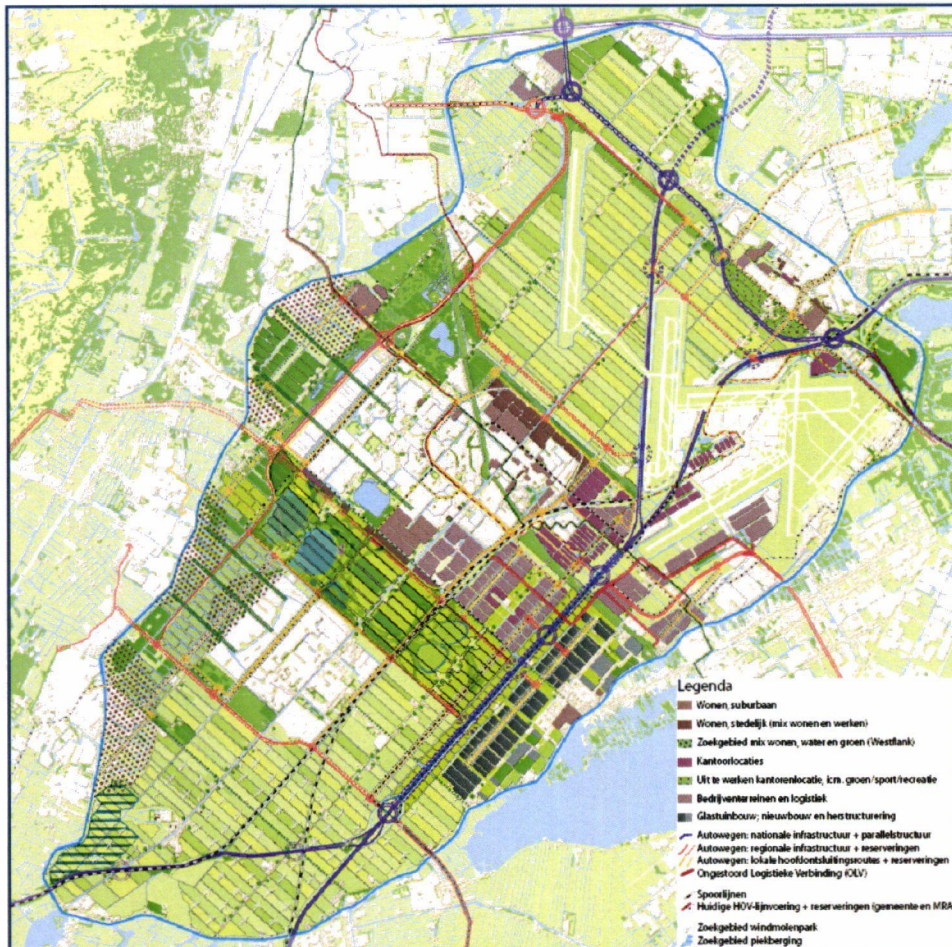 Legenda
Wonen, suburbaan
Wonen, stedelijk (mix wonen en werken)
Zoekgebied mix wonen, water en groen (Westflank)
Kantoorlocaties
Uit te werken kantorenlocatie, icm. groen/sport/recreatie
Bedrijventerreinen en logistiek
Glastuinbouw; nieuwbouw en herstructurering
Autowegen: nationale infrastructuur + parallelstructuur
Autowegen: regionale infrastructuur + reserveringen
Autowegen: lokale hoofdontsluitingsroutes + reserveringen
Ongestoord Logistieke Verbinding (OLV)
Spoorlijnen
Huidige HOV-lijnvoering + reserveringen (gemeente en MRA
Zoekgebied windmolenpark
Zoekgebied piekberging